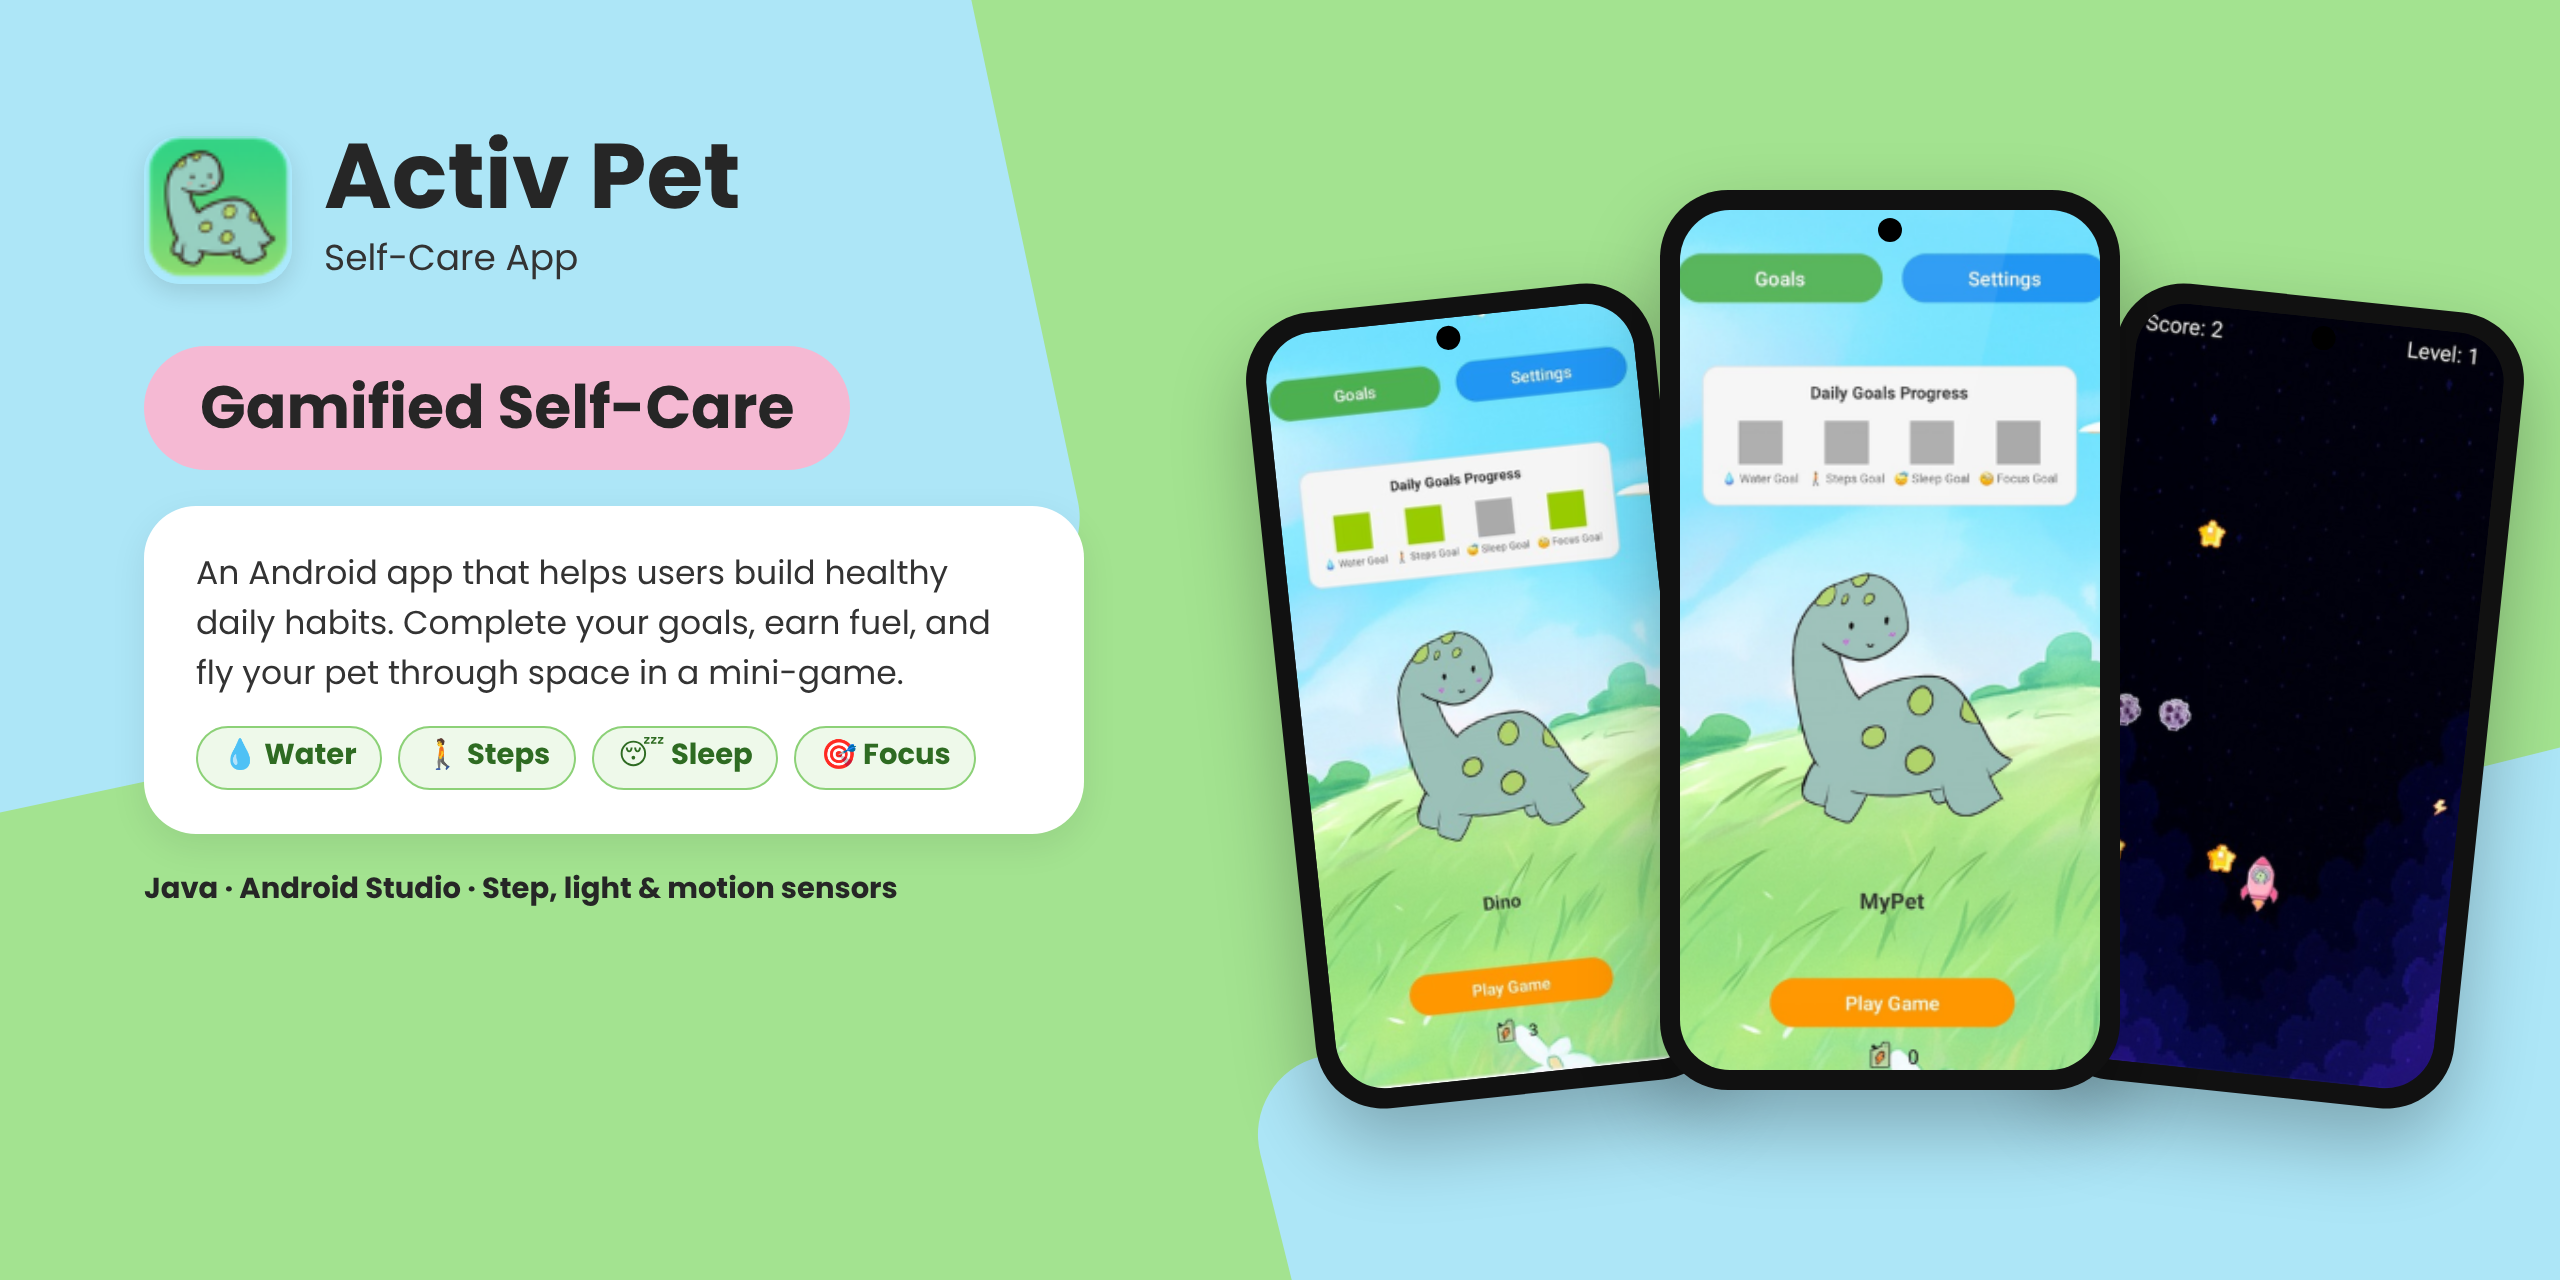 Activ Pet
Self-Care App
Gamified Self-Care
An Android app that helps users build healthy
daily habits. Complete your goals, earn fuel, and
fly your pet through space in a mini-game.
💧 Water 🚶 Steps 😴 Sleep 🎯 Focus
Java · Android Studio · Step, light & motion sensors
Goals Settings
Daily Goals Progress
💧 Water Goal 🚶 Steps Goal 😴 Sleep Goal 🧐 Focus Goal
Dino
Play Game
3
Goals Settings
Daily Goals Progress
💧 Water Goal 🚶 Steps Goal 😴 Sleep Goal 🧐 Focus Goal
MyPet
Play Game
0
Score: 2
Level: 1